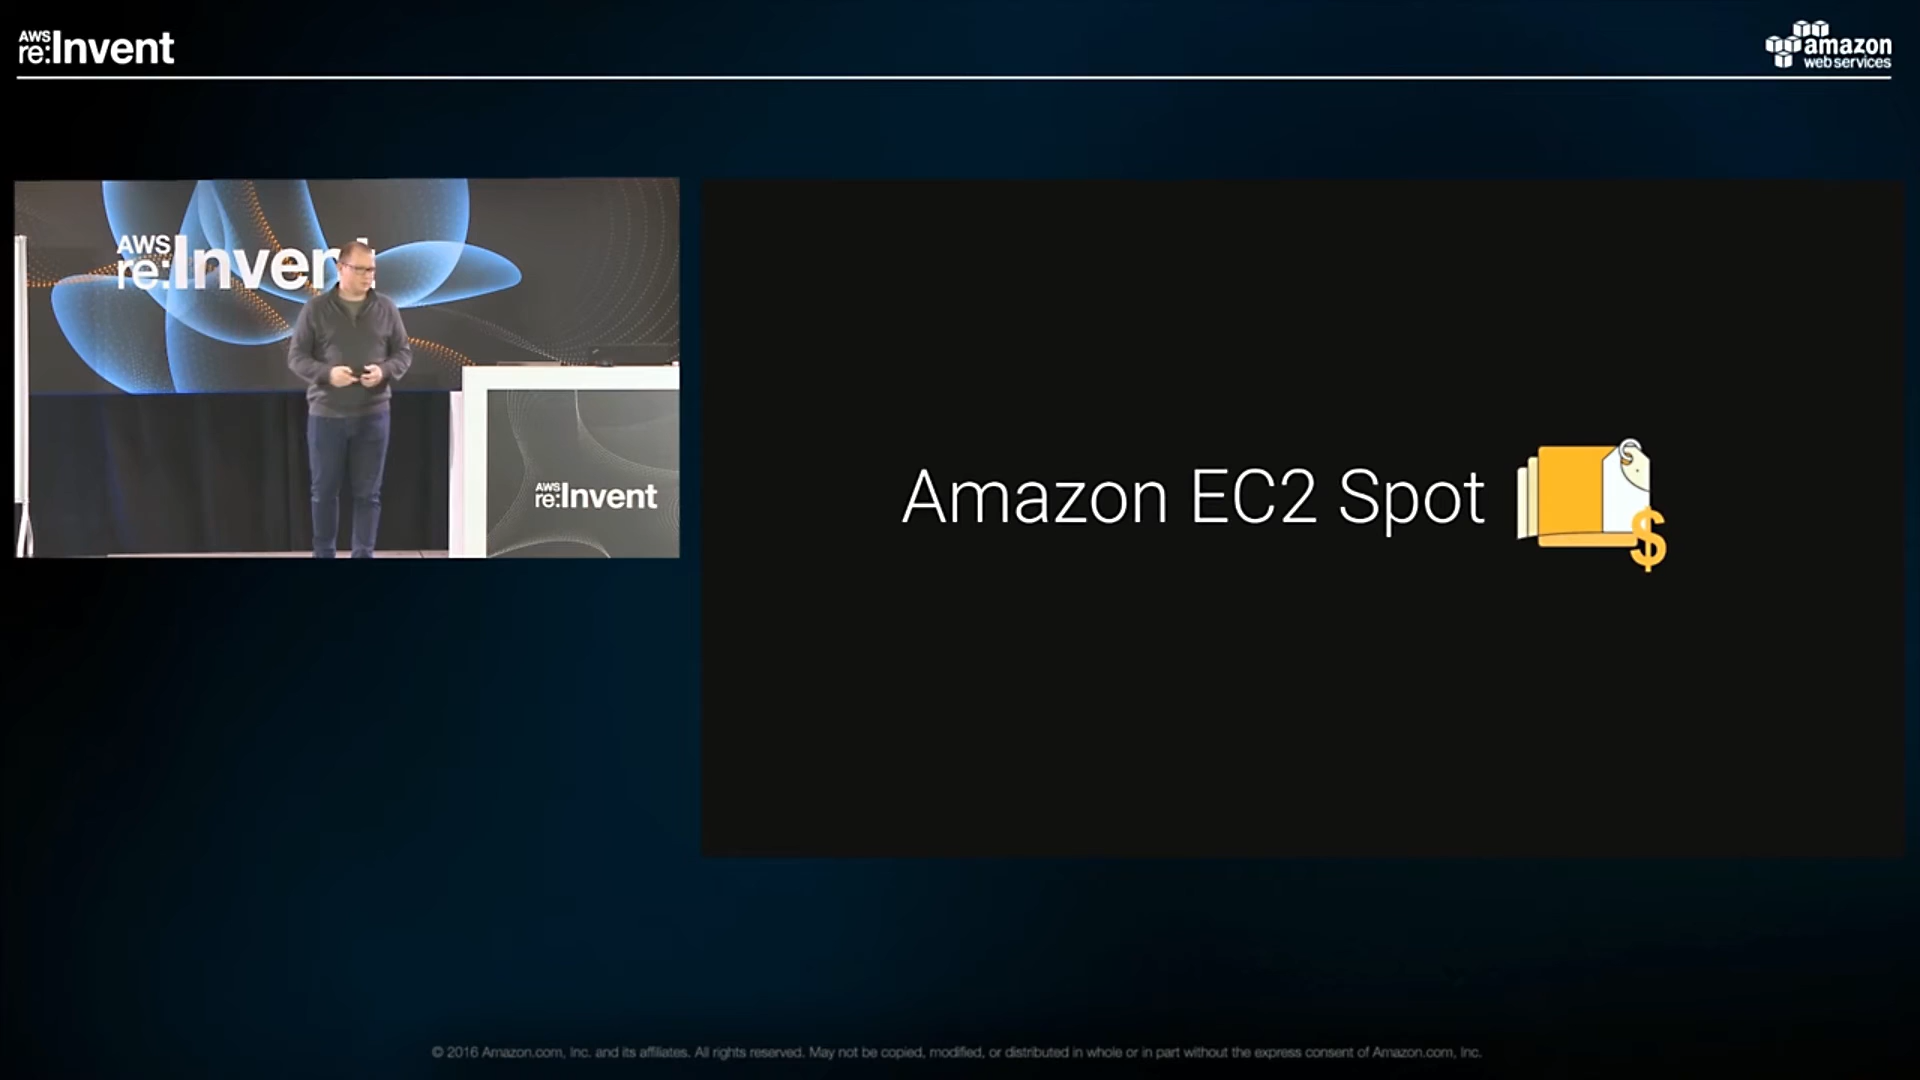 AWS
re:Invent
amazon
web services
AWS
re:Inven
AWS
re:Invent
Amazon EC2 Spot
$
© 2016 Amazon.com, Inc. and its affiliates. All rights reserved. May not be copied, modified, or distributed in whole or in part without the express consent of Amazon.com, Inc.